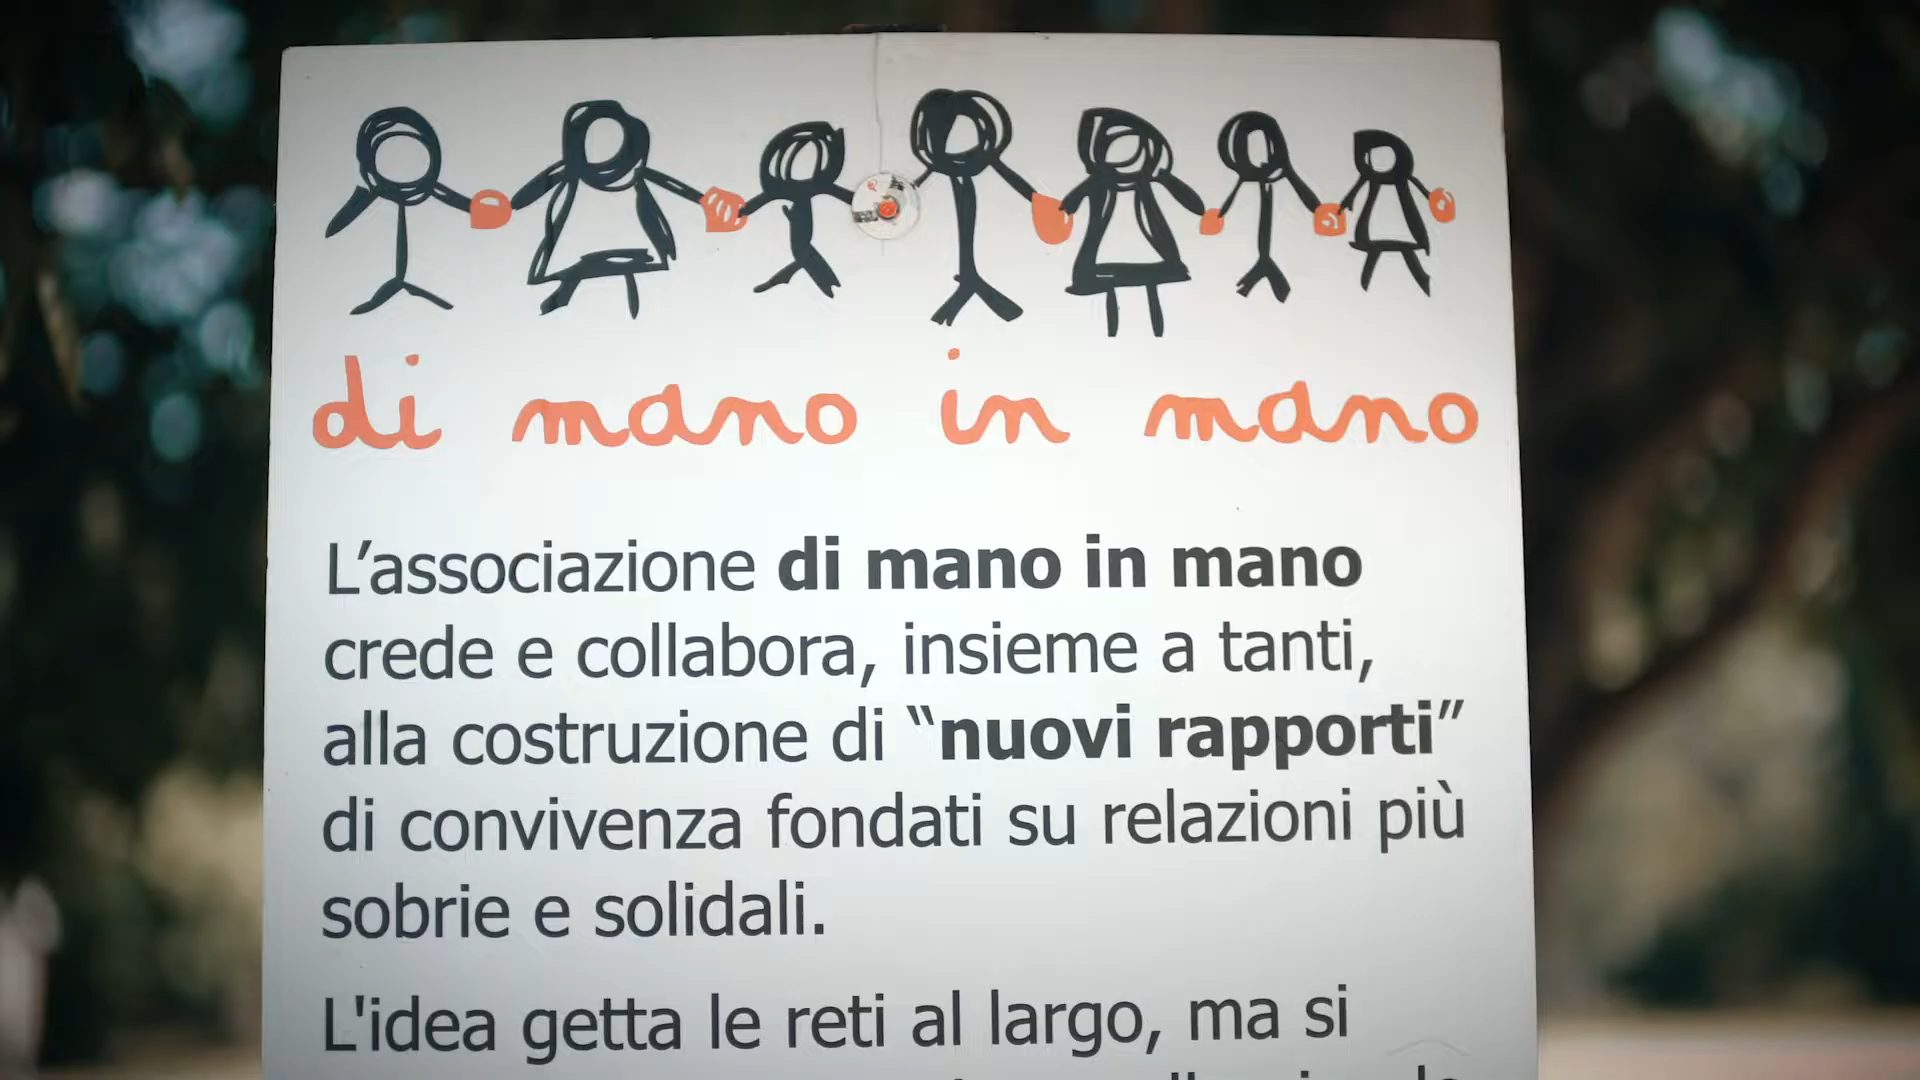 di mano in mano
L’associazione di mano in mano
crede e collabora, insieme a tanti,
alla costruzione di “nuovi rapporti”
di convivenza fondati su relazioni più
sobrie e solidali.
L'idea getta le reti al largo, ma si